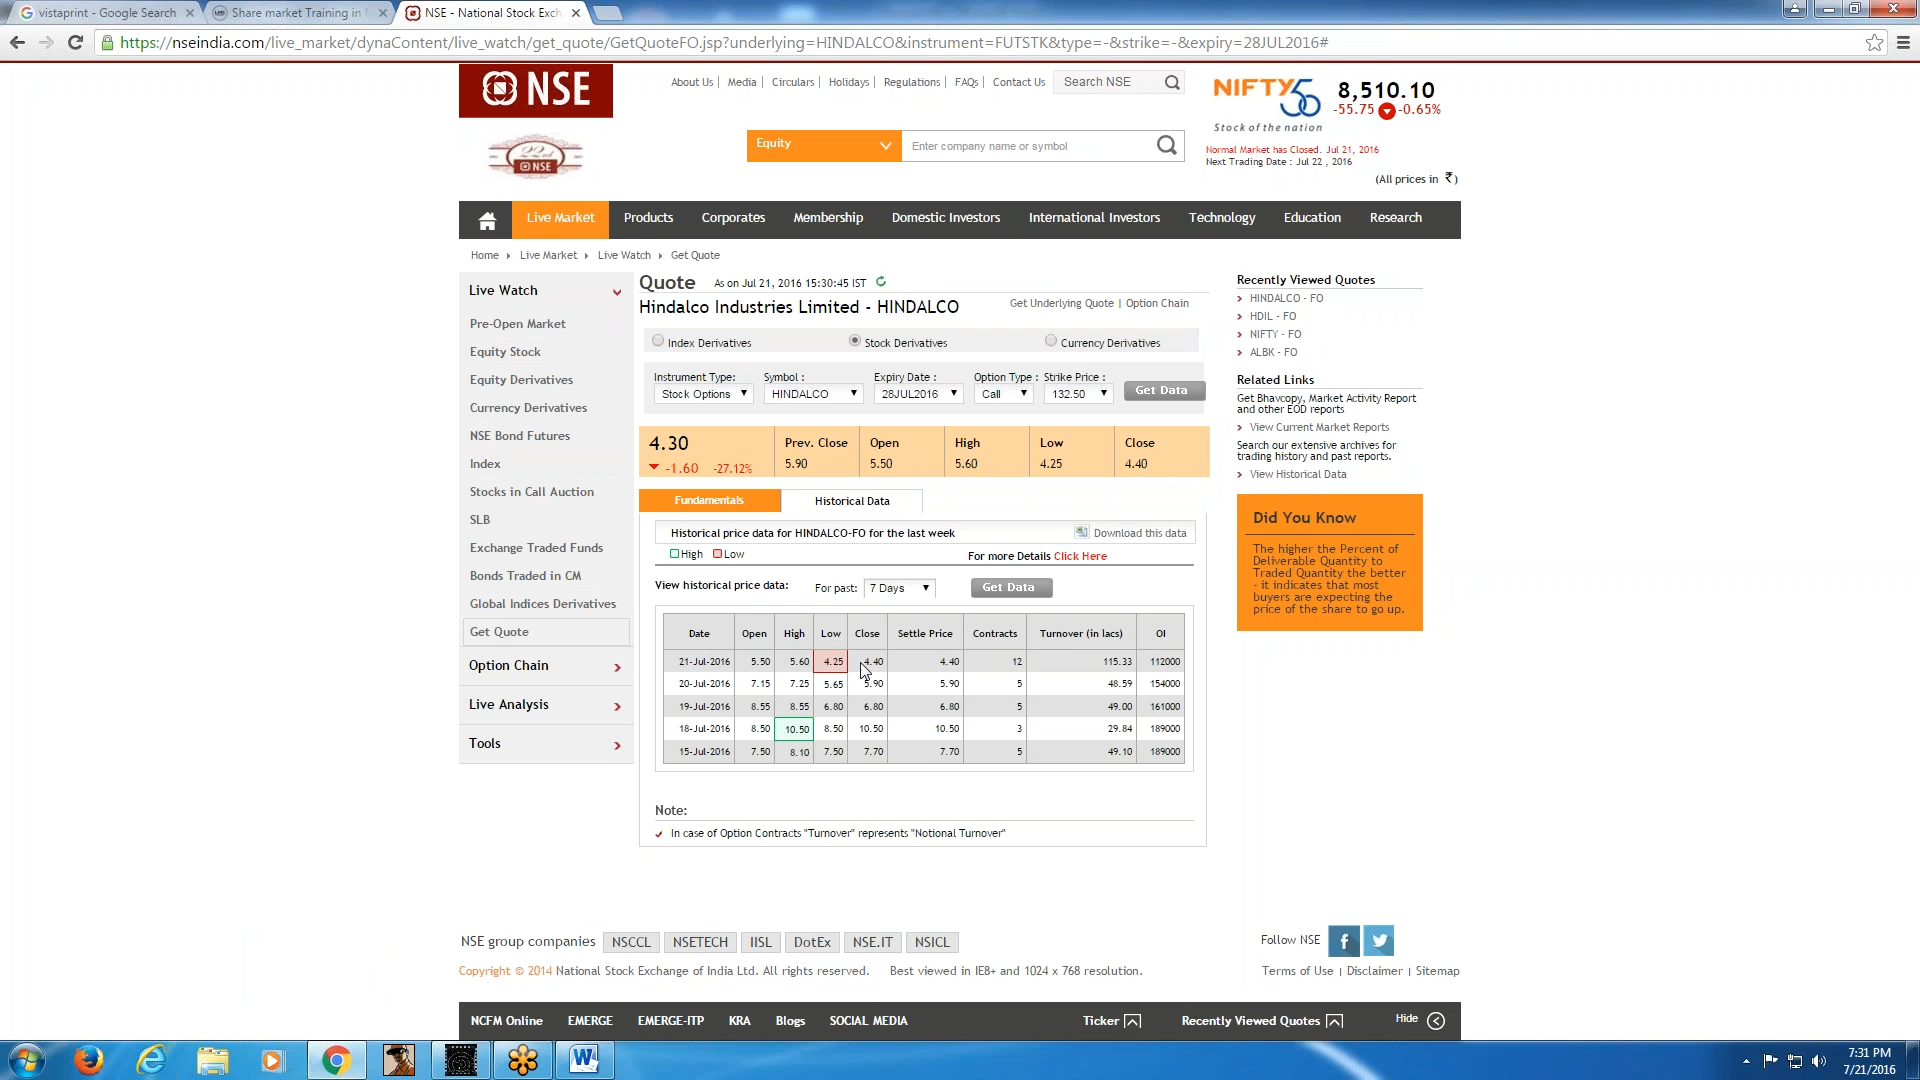 vistaprint - Google Search
Share market Training in
NSE - National Stock Exch
https://nseindia.com/live_market/dynaContent/live_watch/get_quote/GetQuoteFO.jsp?underlying=HINDALCO&instrument=FUTSTK&type=-&strike=-&expiry=28JUL2016#
NSE
About Us | Media | Circulars | Holidays | Regulations | FAQs | Contact Us
Search NSE
NIFTY 50
Stock of the nation
8,510.10
-55.75 -0.65%
22nd
NSE
Equity
Enter company name or symbol
Normal Market has Closed. Jul 21, 2016
Next Trading Date : Jul 22 , 2016
(All prices in ₹)
Live Market Products Corporates Membership Domestic Investors International Investors Technology Education Research
Home Live Market Live Watch Get Quote
Live Watch
Pre-Open Market
Equity Stock
Equity Derivatives
Currency Derivatives
NSE Bond Futures
Index
Stocks in Call Auction
SLB
Exchange Traded Funds
Bonds Traded in CM
Global Indices Derivatives
Get Quote
Option Chain
Live Analysis
Tools
Quote As on Jul 21, 2016 15:30:45 IST
Hindalco Industries Limited - HINDALCO
Get Underlying Quote | Option Chain
Index Derivatives Stock Derivatives Currency Derivatives
Instrument Type: Symbol : Expiry Date : Option Type : Strike Price :
Stock Options HINDALCO 28JUL2016 Call 132.50 Get Data
4.30 Prev. Close Open High Low Close
-1.60 -27.12% 5.90 5.50 5.60 4.25 4.40
Fundamentals Historical Data
Historical price data for HINDALCO-FO for the last week Download this data
High Low For more Details Click Here
View historical price data: For past: 7 Days Get Data
Date Open High Low Close Settle Price Contracts Turnover (in lacs) OI
21-Jul-2016 5.50 5.60 4.25 4.40 4.40 12 115.33 112000
20-Jul-2016 7.15 7.25 5.65 5.90 5.90 5 48.59 154000
19-Jul-2016 8.55 8.55 6.80 6.80 6.80 5 49.00 161000
18-Jul-2016 8.50 10.50 8.50 10.50 10.50 3 29.84 189000
15-Jul-2016 7.50 8.10 7.50 7.70 7.70 5 49.10 189000
Note:
In case of Option Contracts "Turnover" represents "Notional Turnover"
Recently Viewed Quotes
HINDALCO - FO
HDIL - FO
NIFTY - FO
ALBK - FO
Related Links
Get Bhavcopy, Market Activity Report
and other EOD reports
View Current Market Reports
Search our extensive archives for
trading history and past reports.
View Historical Data
Did You Know
The higher the Percent of
Deliverable Quantity to
Traded Quantity the better
- it indicates that most
buyers are expecting the
price of the share to go up.
NSE group companies NSCCL NSETECH IISL DotEx NSE.IT NSICL
Follow NSE
Copyright © 2014 National Stock Exchange of India Ltd. All rights reserved. Best viewed in IE8+ and 1024 x 768 resolution.
Terms of Use | Disclaimer | Sitemap
NCFM Online EMERGE EMERGE-ITP KRA Blogs SOCIAL MEDIA Ticker Recently Viewed Quotes Hide
7:31 PM
7/21/2016